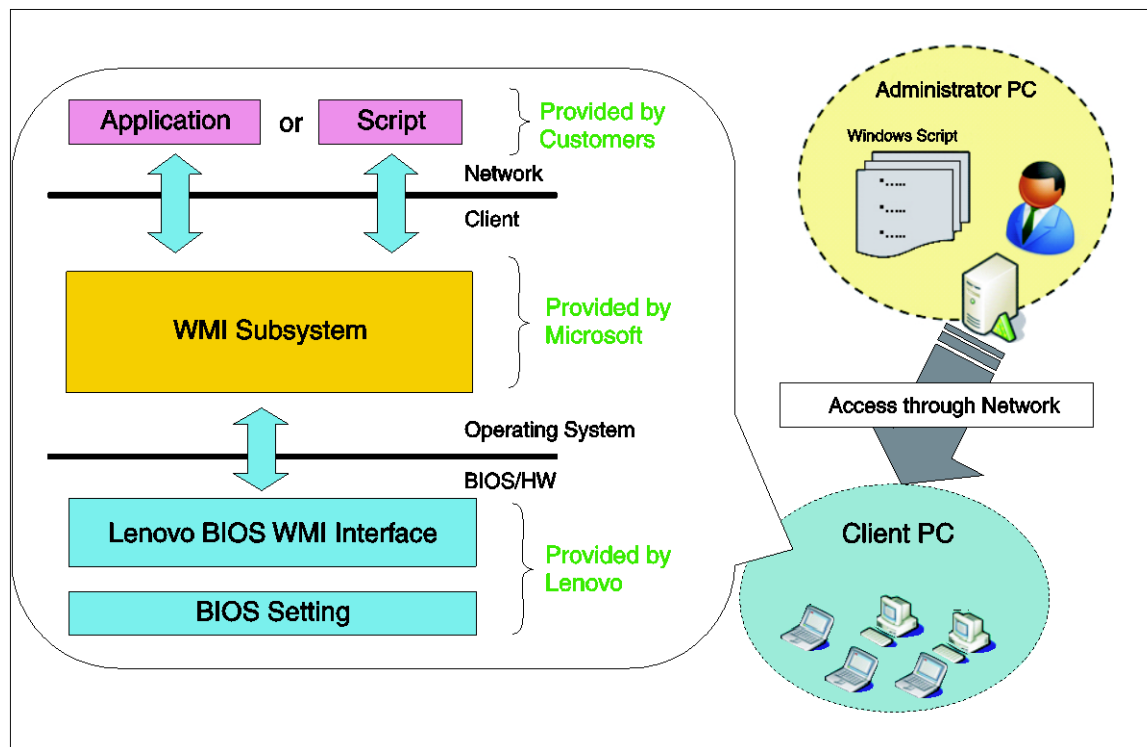 Application
or
Script
Provided by
Customers
Network
Client
WMI Subsystem
Provided by
Microsoft
Operating System
BIOS/HW
Lenovo BIOS WMI Interface
BIOS Setting
Provided by
Lenovo
Administrator PC
Windows Script
•.....
•.....
•.....
Access through Network
Client PC